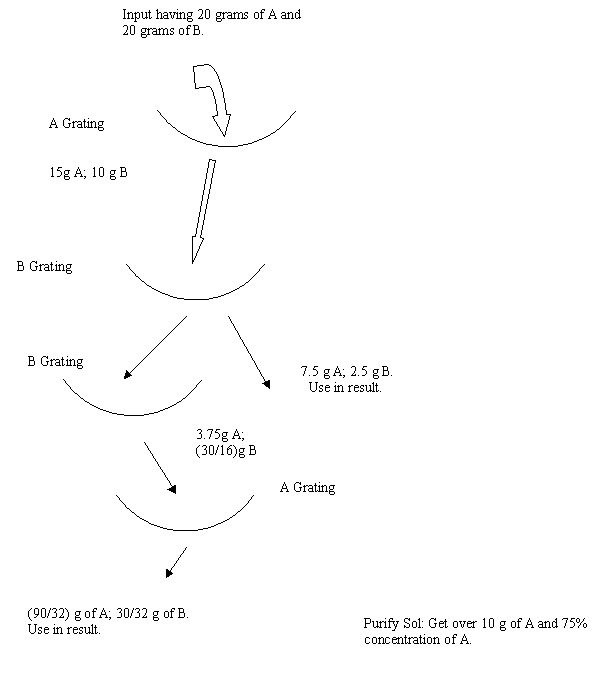 Input having 20 grams of A and
20 grams of B.
A Grating
15g A; 10 g B
B Grating
B Grating
7.5 g A; 2.5 g B.
Use in result.
3.75g A;
(30/16)g B
A Grating
(90/32) g of A; 30/32 g of B.
Use in result.
Purify Sol: Get over 10 g of A and 75%
concentration of A.